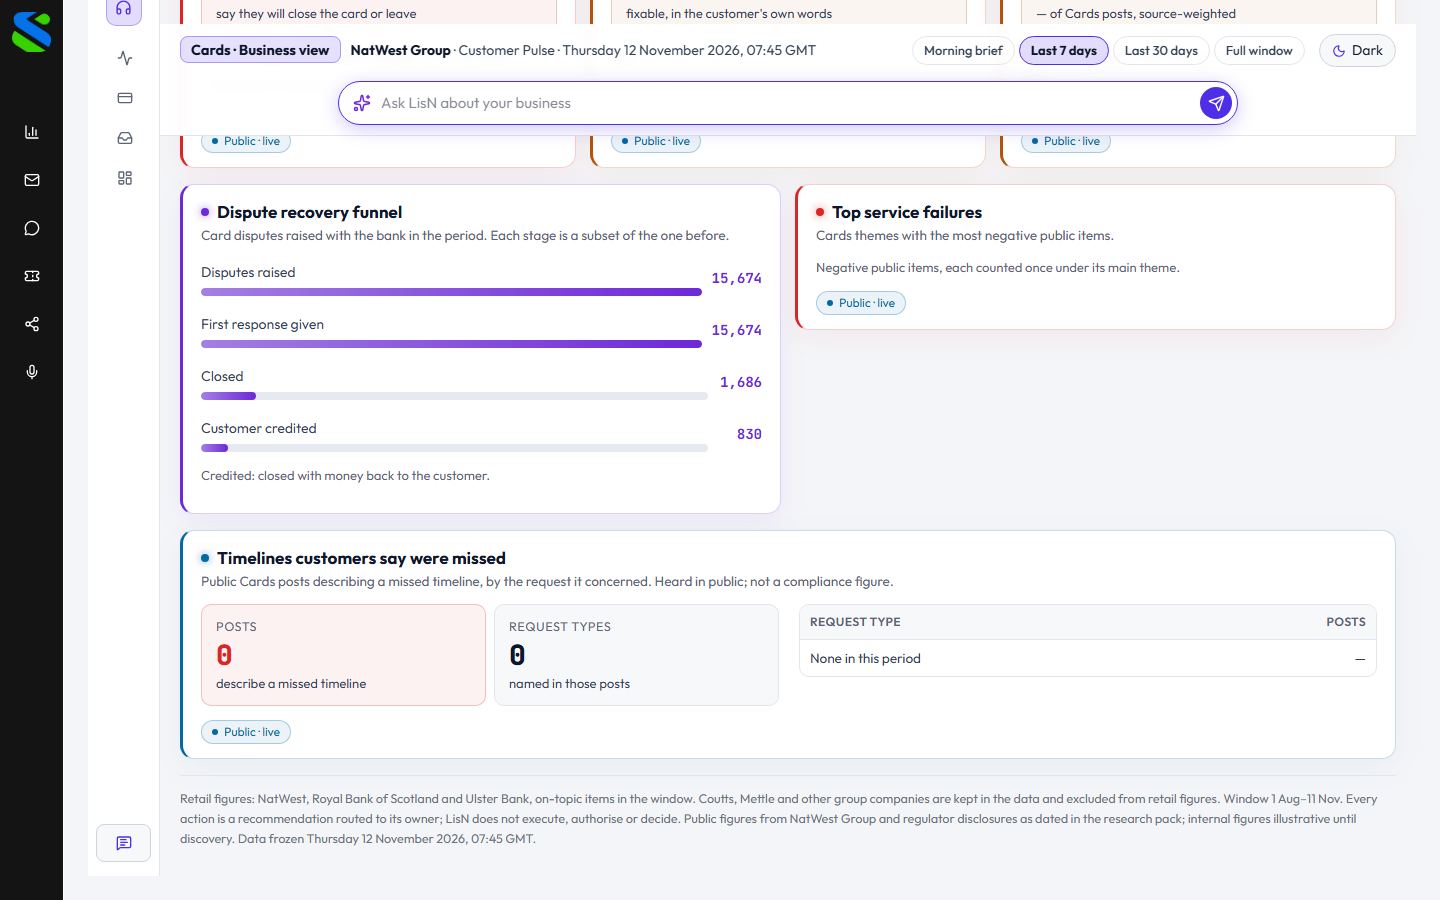 say they will close the card or leave
fixable, in the customer's own words
— of Cards posts, source-weighted
Cards · Business view
NatWest Group · Customer Pulse · Thursday 12 November 2026, 07:45 GMT
Morning brief
Last 7 days
Last 30 days
Full window
Dark
Ask LisN about your business
Public · live
Public · live
Public · live
Dispute recovery funnel
Card disputes raised with the bank in the period. Each stage is a subset of the one before.
Disputes raised
15,674
First response given
15,674
Closed
1,686
Customer credited
830
Credited: closed with money back to the customer.
Top service failures
Cards themes with the most negative public items.
Negative public items, each counted once under its main theme.
Public · live
Timelines customers say were missed
Public Cards posts describing a missed timeline, by the request it concerned. Heard in public; not a compliance figure.
POSTS
0
describe a missed timeline
REQUEST TYPES
0
named in those posts
REQUEST TYPE
POSTS
None in this period
—
Public · live
Retail figures: NatWest, Royal Bank of Scotland and Ulster Bank, on-topic items in the window. Coutts, Mettle and other group companies are kept in the data and excluded from retail figures. Window 1 Aug–11 Nov. Every
action is a recommendation routed to its owner; LisN does not execute, authorise or decide. Public figures from NatWest Group and regulator disclosures as dated in the research pack; internal figures illustrative until
discovery. Data frozen Thursday 12 November 2026, 07:45 GMT.